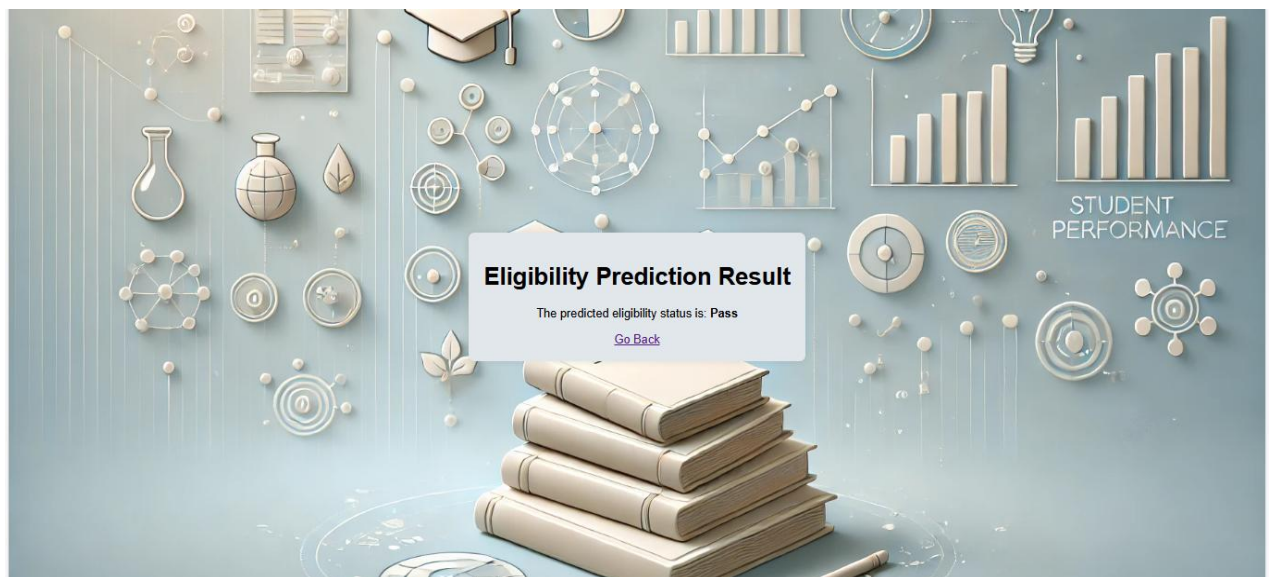 STUDENT
PERFORMANCE
Eligibility Prediction Result
The predicted eligibility status is: Pass
Go Back